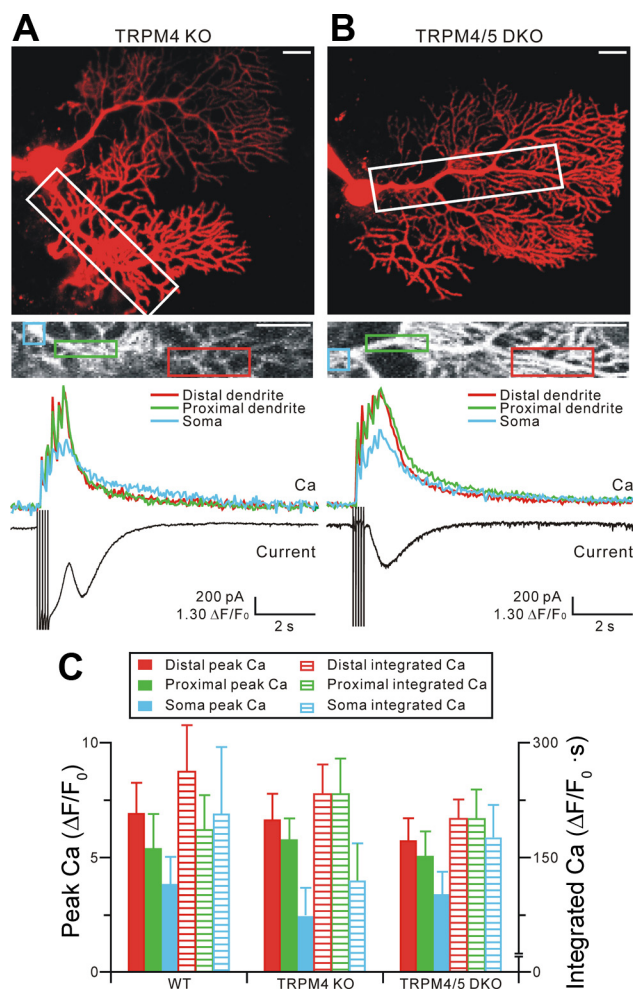 A
TRPM4 KO
B
TRPM4/5 DKO
Distal dendrite
Proximal dendrite
Soma
Ca
Current
200 pA
1.30 ΔF/F₀
2 s
Distal dendrite
Proximal dendrite
Soma
Ca
Current
200 pA
1.30 ΔF/F₀
2 s
C
Distal peak Ca
Distal integrated Ca
Proximal peak Ca
Proximal integrated Ca
Soma peak Ca
Soma integrated Ca
Peak Ca (ΔF/F₀)
10
5
0
300
150
0
Integrated Ca (ΔF/F₀ ·s)
WT
TRPM4 KO
TRPM4/5 DKO